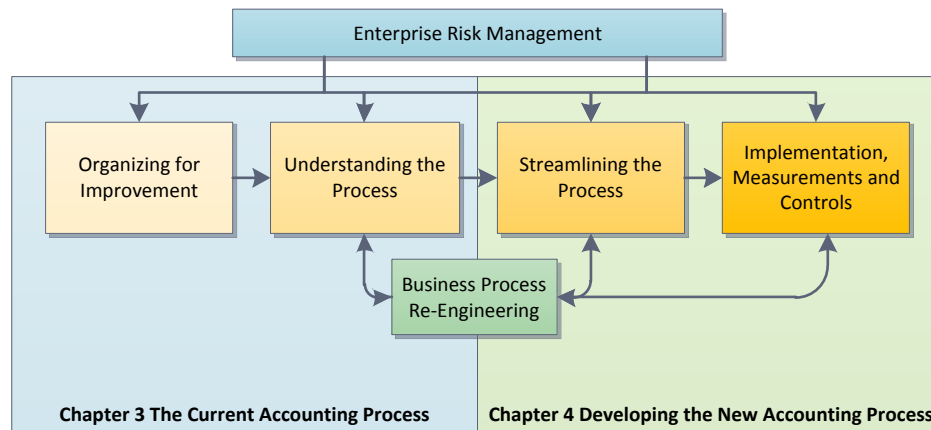 Enterprise Risk Management
Organizing for
Improvement
Understanding the
Process
Streamlining the
Process
Implementation,
Measurements and
Controls
Business Process
Re-Engineering
Chapter 3 The Current Accounting Process
Chapter 4 Developing the New Accounting Process